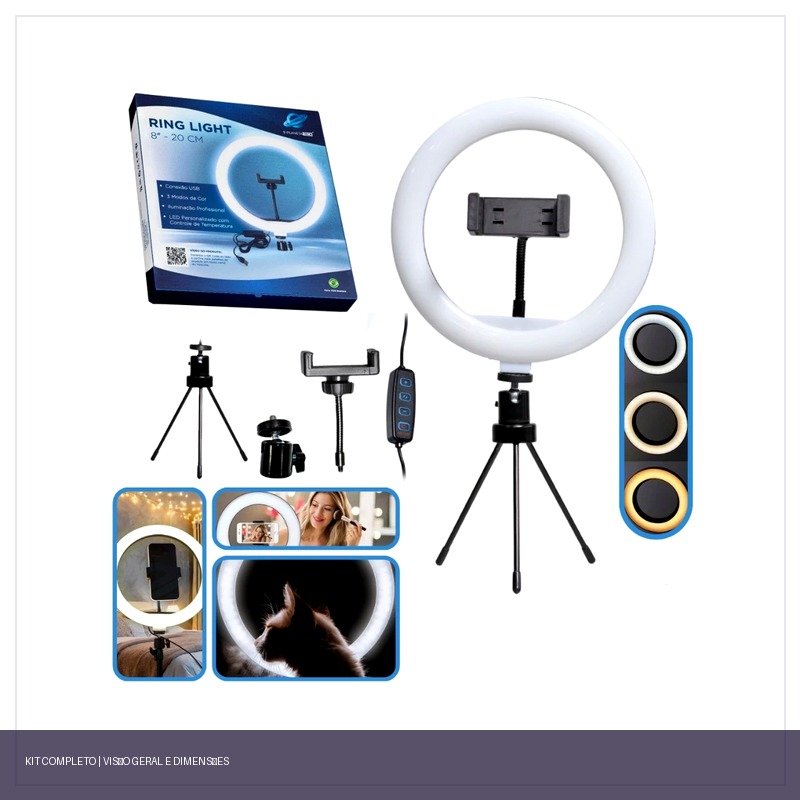 RING LIGHT
8" - 20 CM
• Conexão USB
• 3 Modos de Cor
• Iluminação Profissional
• LED Personalizado com
Controle de Temperatura
KIT COMPLETO | VIS□O GERAL E DIMENS□ES